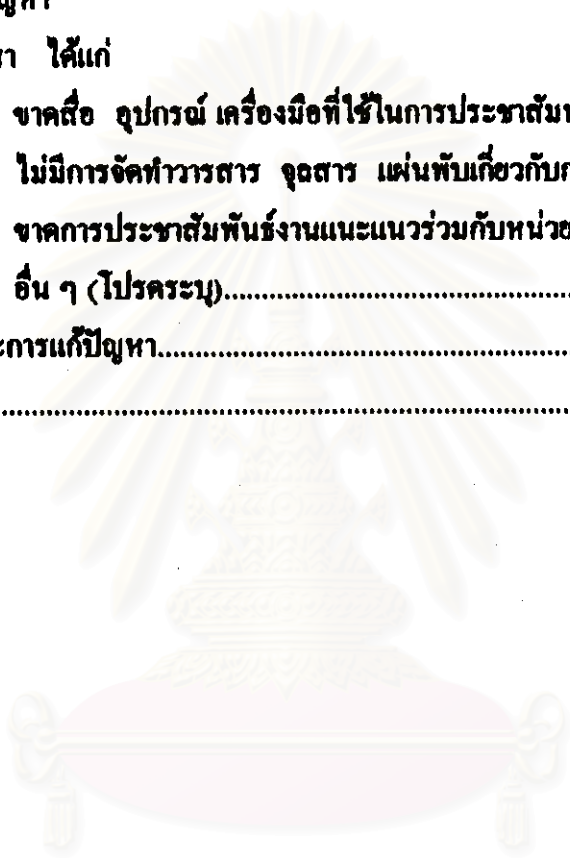 ญหา
รา ได้แก่
ขาดสื่อ อุปกรณ์ เครื่องมือที่ใช้ในการประชาสัมพ
ไม่มีการจัดทำวารสาร จุลสาร แผ่นพับเกี่ยวกับก
ขาดการประชาสัมพันธ์งานแนะแนวร่วมกับหน่วย
อื่น ๆ (โปรดระบุ)..........................................................
ะการแก้ปัญหา......................................................................
....................................................................................................